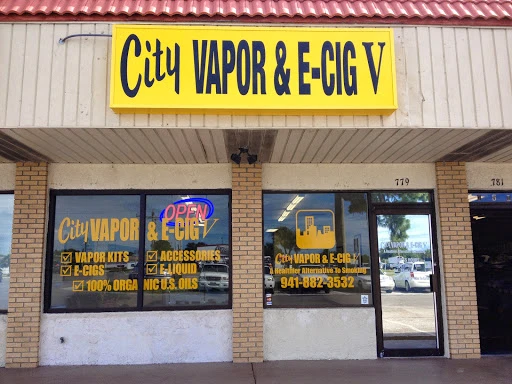 City VAPOR & E-CIG V
779
781
OPEN
City VAPOR & E-CIG V
VAPOR KITS
ACCESSORIES
E-CIGS
E-LIQUID
100% ORGANIC U.S. OILS
City VAPOR & E-CIG V
A Healthier Alternative To Smoking
941-882-3532